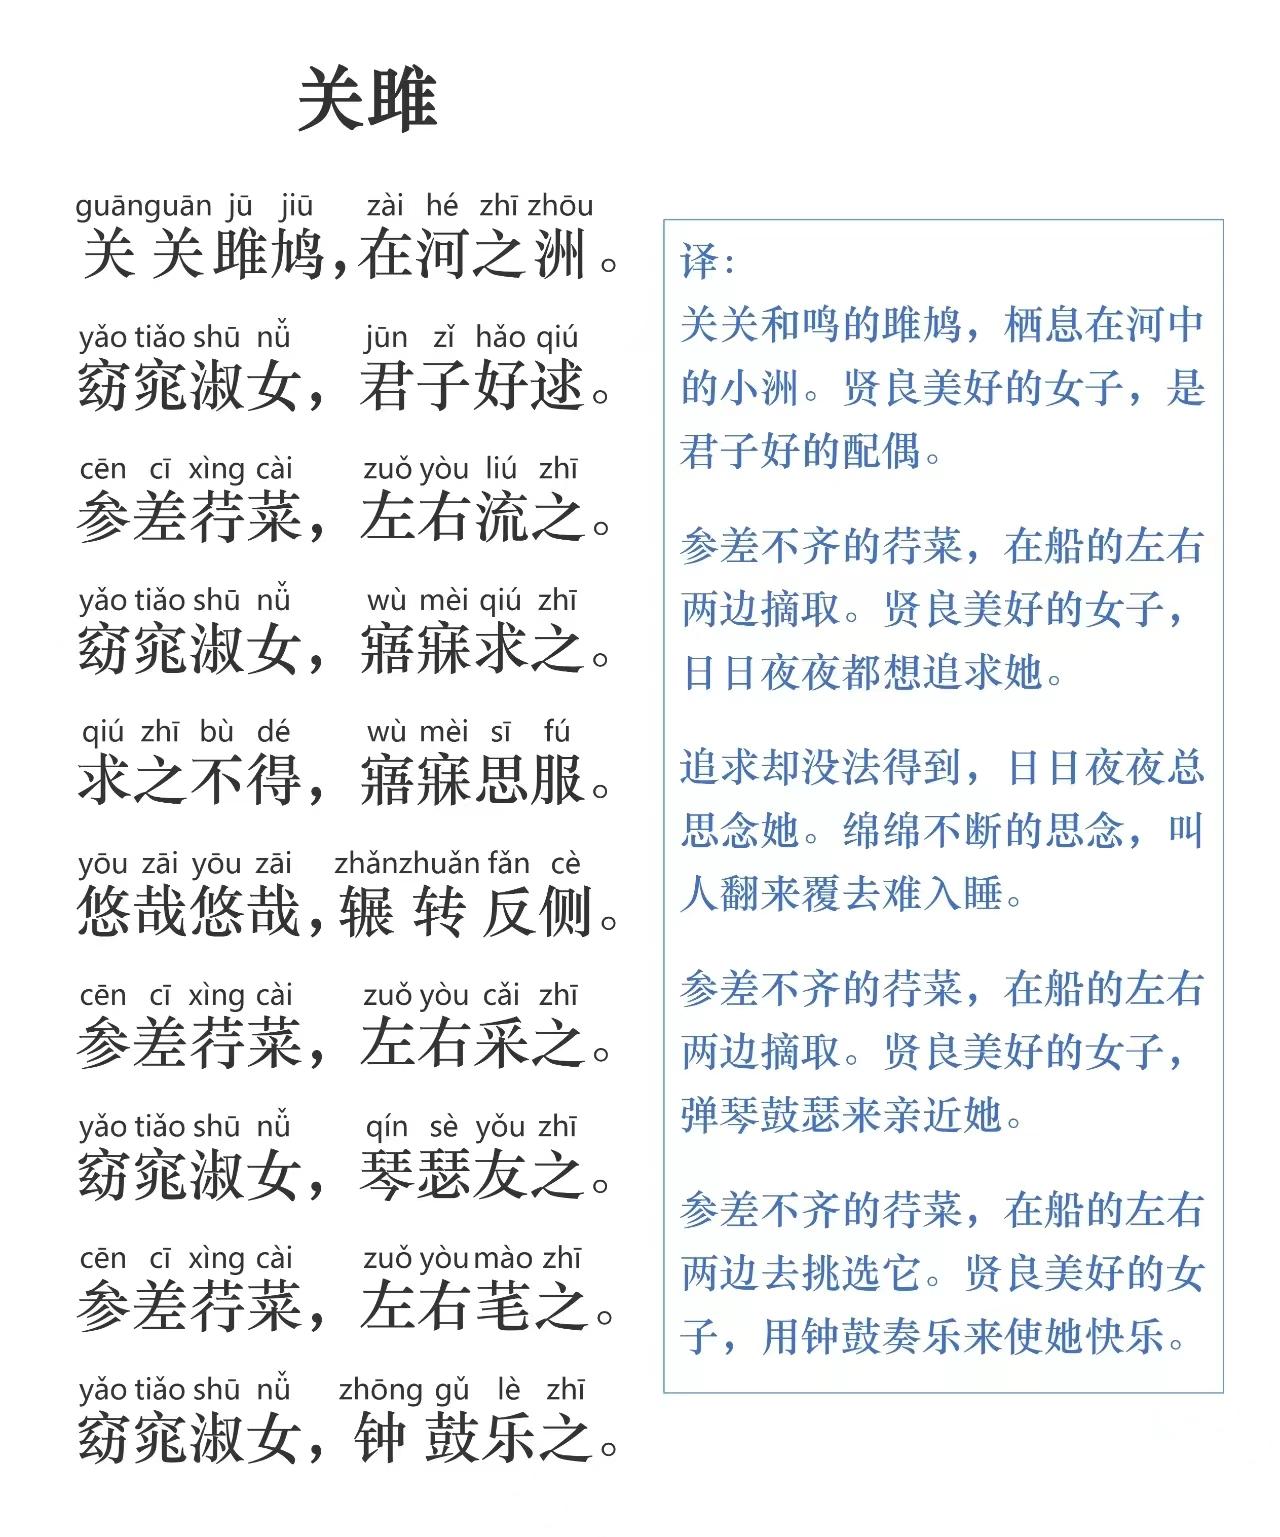 关雎
guānguān jū jiū zài hé zhī zhōu
关关雎鸠，在河之洲。
yǎo tiǎo shū nǚ jūn zǐ hǎo qiú
窈窕淑女，君子好逑。
cēn cī xìng cài zuǒ yòu liú zhī
参差荇菜，左右流之。
yǎo tiǎo shū nǚ wù mèi qiú zhī
窈窕淑女，寤寐求之。
qiú zhī bù dé wù mèi sī fú
求之不得，寤寐思服。
yōu zāi yōu zāi zhǎnzhuǎn fǎn cè
悠哉悠哉，辗转反侧。
cēn cī xìng cài zuǒ yòu cǎi zhī
参差荇菜，左右采之。
yǎo tiǎo shū nǚ qín sè yǒu zhī
窈窕淑女，琴瑟友之。
cēn cī xìng cài zuǒ yòu mào zhī
参差荇菜，左右芼之。
yǎo tiǎo shū nǚ zhōng gǔ lè zhī
窈窕淑女，钟鼓乐之。
译：
关关和鸣的雎鸠，栖息在河中
的小洲。贤良美好的女子，是
君子好的配偶。
参差不齐的荇菜，在船的左右
两边摘取。贤良美好的女子，
日日夜夜都想追求她。
追求却没法得到，日日夜夜总
思念她。绵绵不断的思念，叫
人翻来覆去难入睡。
参差不齐的荇菜，在船的左右
两边摘取。贤良美好的女子，
弹琴鼓瑟来亲近她。
参差不齐的荇菜，在船的左右
两边去挑选它。贤良美好的女
子，用钟鼓奏乐来使她快乐。